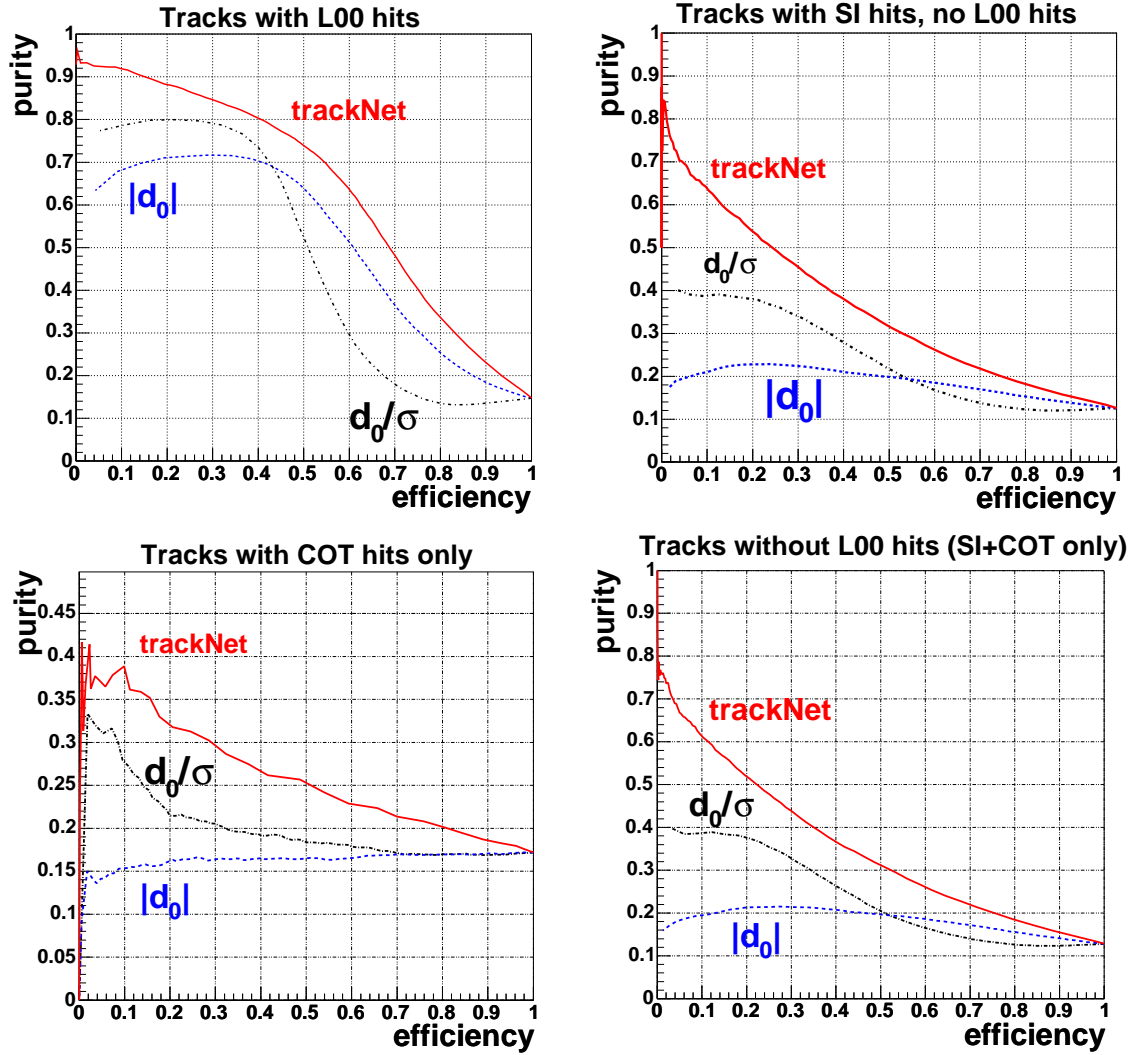 Tracks with L00 hits
purity
1
0.9
0.8
0.7
0.6
0.5
0.4
0.3
0.2
0.1
0
trackNet
|d₀|
d₀/σ
0 0.1 0.2 0.3 0.4 0.5 0.6 0.7 0.8 0.9 1
efficiency
Tracks with SI hits, no L00 hits
purity
1
0.9
0.8
0.7
0.6
0.5
0.4
0.3
0.2
0.1
0
trackNet
d₀/σ
|d₀|
0 0.1 0.2 0.3 0.4 0.5 0.6 0.7 0.8 0.9 1
efficiency
Tracks with COT hits only
purity
0.45
0.4
0.35
0.3
0.25
0.2
0.15
0.1
0.05
0
trackNet
d₀/σ
|d₀|
0 0.1 0.2 0.3 0.4 0.5 0.6 0.7 0.8 0.9 1
efficiency
Tracks without L00 hits (SI+COT only)
purity
1
0.9
0.8
0.7
0.6
0.5
0.4
0.3
0.2
0.1
0
trackNet
d₀/σ
|d₀|
0 0.1 0.2 0.3 0.4 0.5 0.6 0.7 0.8 0.9 1
efficiency